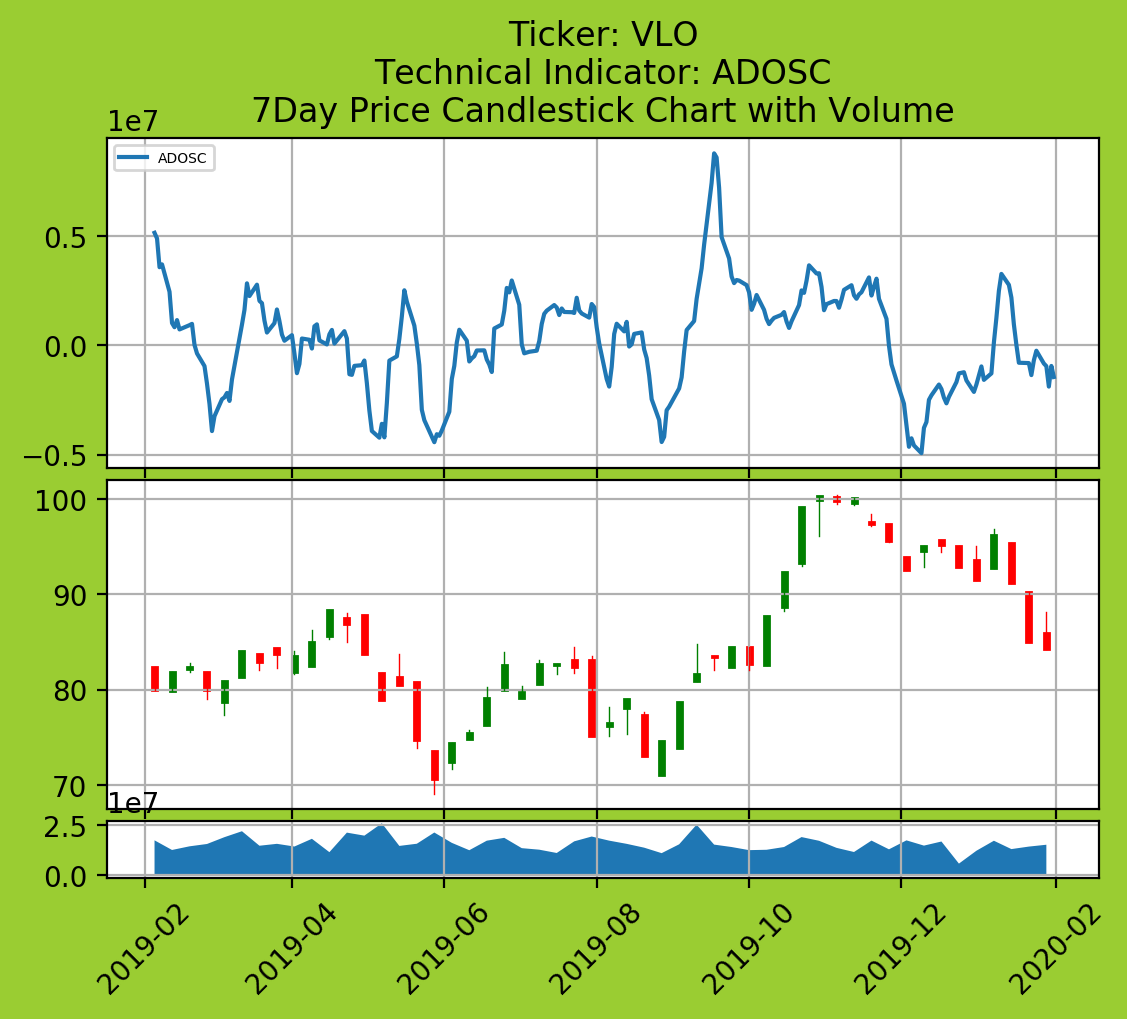 Ticker: VLO
Technical Indicator: ADOSC
7Day Price Candlestick Chart with Volume
1e7
ADOSC
0.5
0.0
−0.5
100
90
80
70
1e7
2.5
0.0
2019-02
2019-04
2019-06
2019-08
2019-10
2019-12
2020-02